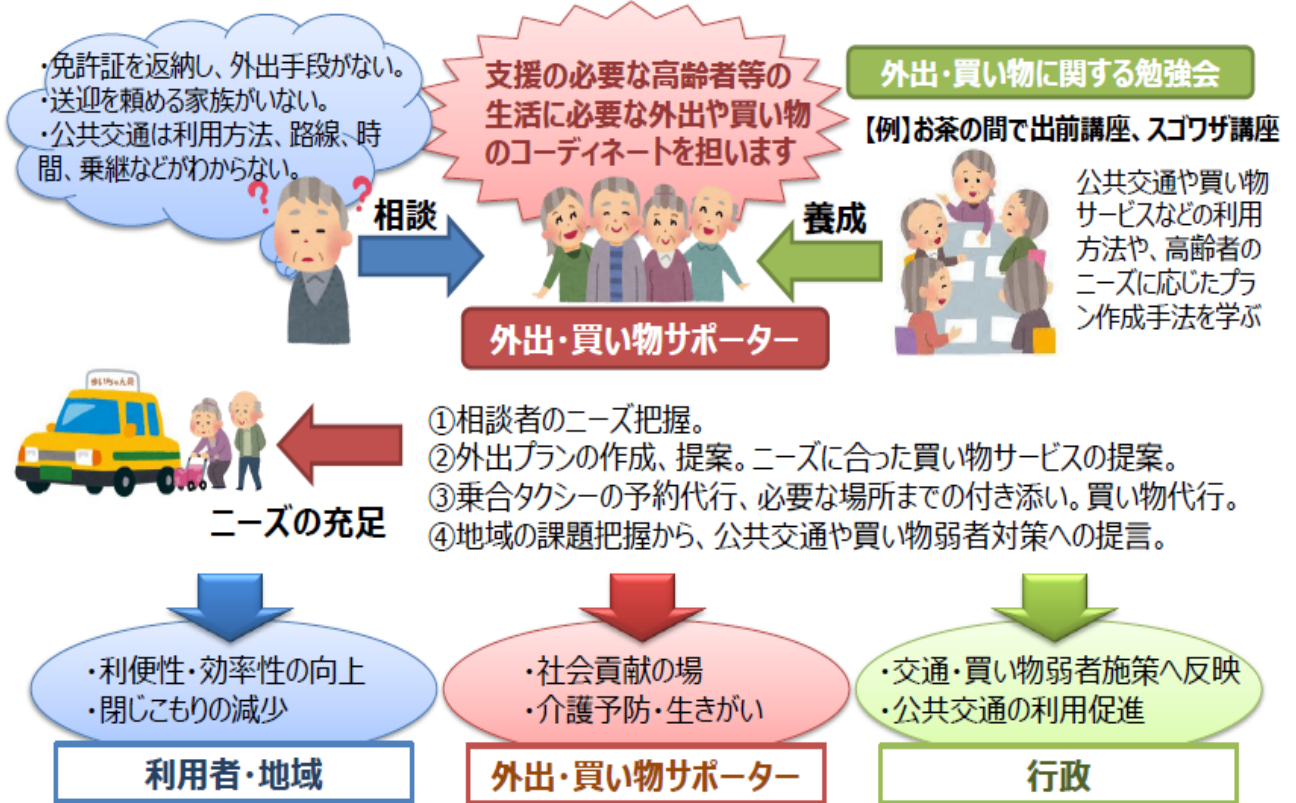 ・免許証を返納し、外出手段がない。
・送迎を頼める家族がいない。
・公共交通は利用方法、路線、時
間、乗継などがわからない。
? ?
相談
支援の必要な高齢者等の
生活に必要な外出や買い物
のコーディネートを担います
外出・買い物サポーター
外出・買い物に関する勉強会
【例】お茶の間で出前講座、スゴワザ講座
養成
公共交通や買い物
サービスなどの利用
方法や、高齢者の
ニーズに応じたプラ
ン作成手法を学ぶ
ニーズの充足
①相談者のニーズ把握。
②外出プランの作成、提案。ニーズに合った買い物サービスの提案。
③乗合タクシーの予約代行、必要な場所までの付き添い。買い物代行。
④地域の課題把握から、公共交通や買い物弱者対策への提言。
・利便性・効率性の向上
・閉じこもりの減少
利用者・地域
・社会貢献の場
・介護予防・生きがい
外出・買い物サポーター
・交通・買い物弱者施策へ反映
・公共交通の利用促進
行政